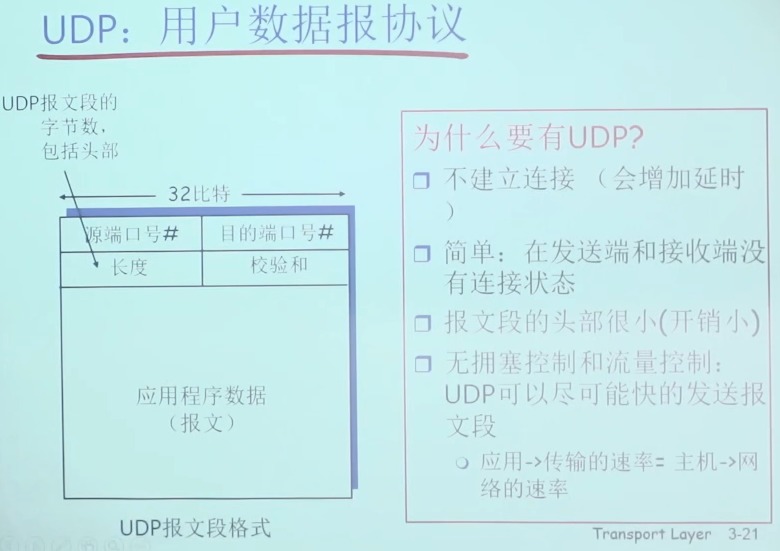 UDP：用户数据报协议
UDP报文段的
字节数，
包括头部
32比特
源端口号#
目的端口号#
长度
校验和
应用程序数据
（报文）
UDP报文段格式
为什么要有UDP?
不建立连接 （会增加延时
）
简单：在发送端和接收端没
有连接状态
报文段的头部很小(开销小)
无拥塞控制和流量控制：
UDP可以尽可能快的发送报
文段
应用->传输的速率= 主机->网
络的速率
Transport Layer 3-21